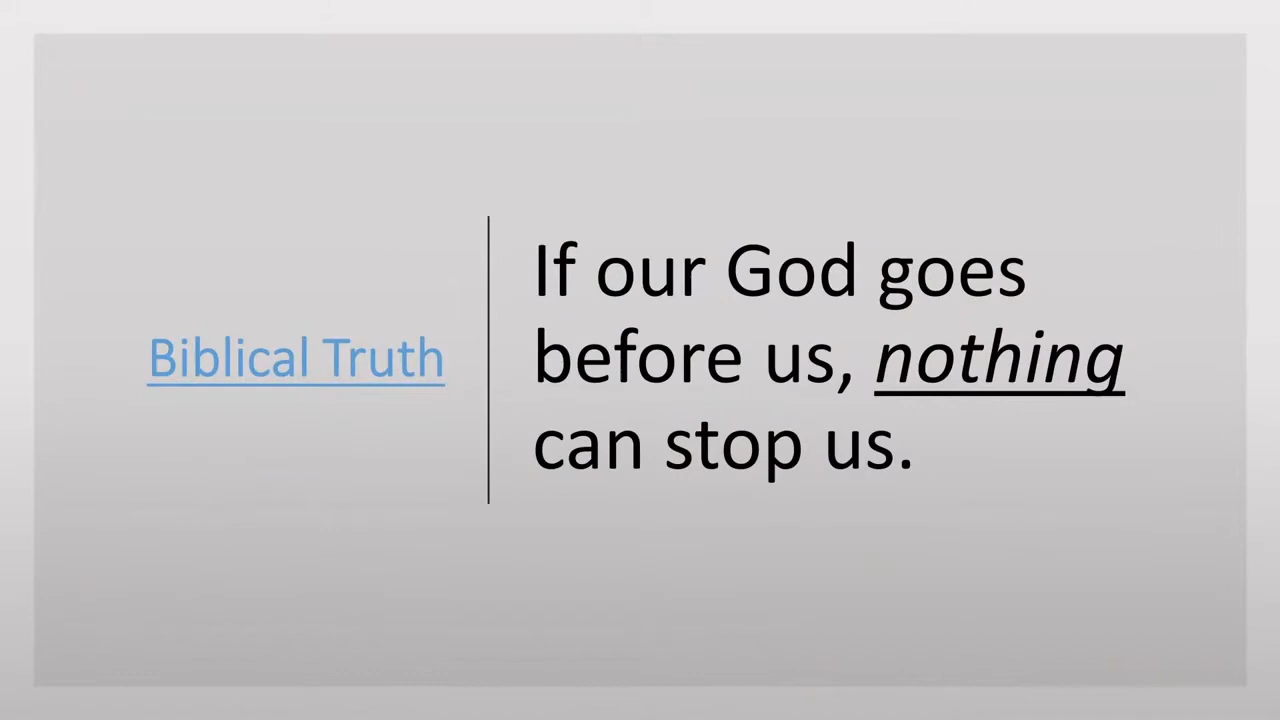 Biblical Truth
If our God goes
before us, nothing
can stop us.